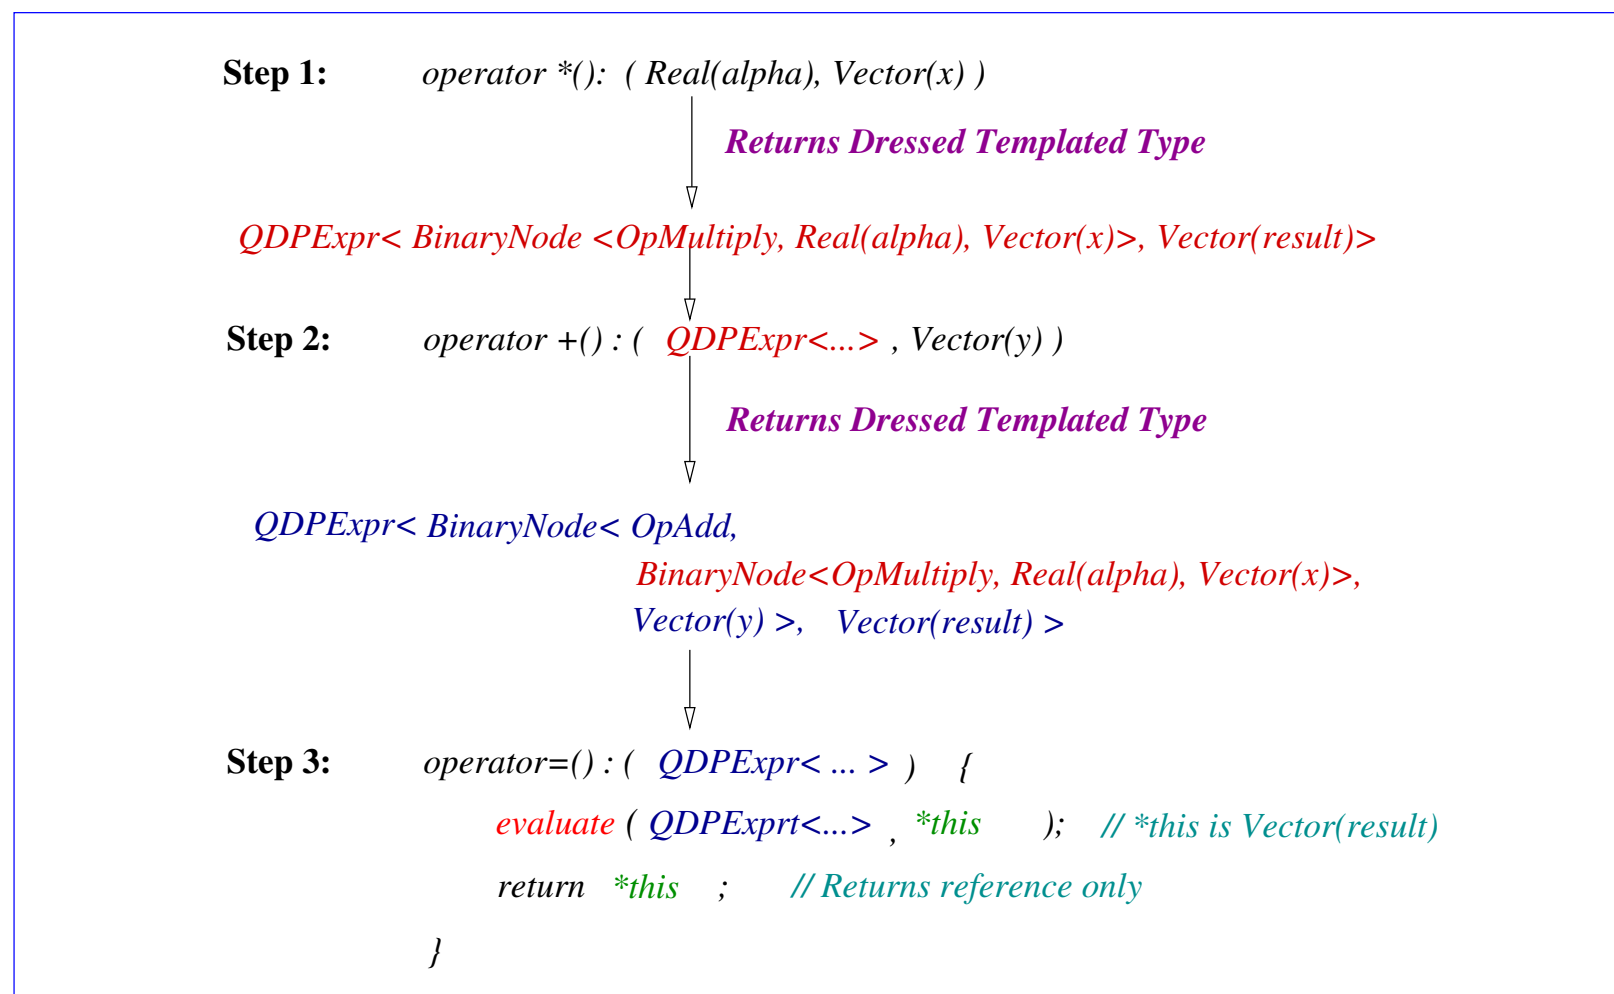 Step 1: operator *(): ( Real(alpha), Vector(x) )
Returns Dressed Templated Type
QDPExpr< BinaryNode <OpMultiply, Real(alpha), Vector(x)>, Vector(result)>
Step 2: operator +() : ( QDPExpr<...> , Vector(y) )
Returns Dressed Templated Type
QDPExpr< BinaryNode< OpAdd,
BinaryNode<OpMultiply, Real(alpha), Vector(x)>,
Vector(y) >, Vector(result) >
Step 3: operator=() : ( QDPExpr< ... > ) {
evaluate ( QDPExprt<...> , *this ); // *this is Vector(result)
return *this ; // Returns reference only
}